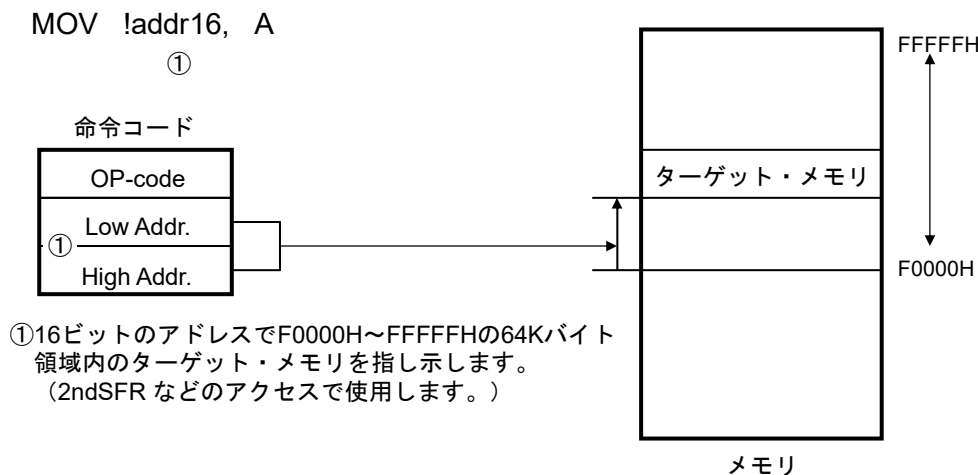 MOV !addr16, A
①
命令コード
OP-code
Low Addr.
①
High Addr.
FFFFFH
ターゲット・メモリ
F0000H
①16ビットのアドレスでF0000H～FFFFFHの64Kバイト
領域内のターゲット・メモリを指し示します。
（2ndSFR などのアクセスで使用します。）
メモリ